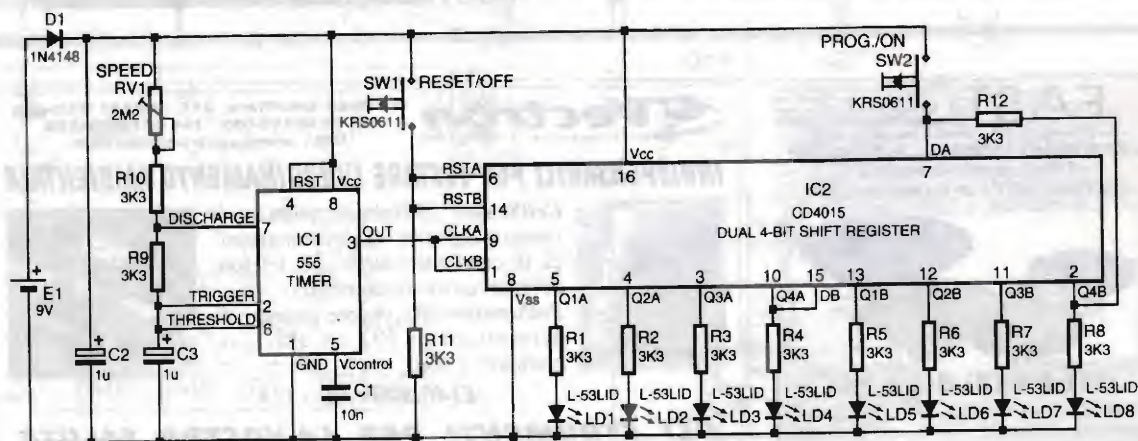 D1
1N4148
SPEED
RV1
2M2
R10
3K3
DISCHARGE
R9
3K3
TRIGGER
THRESHOLD
E1
9V
C2
1u
C3
1u
RST
Vcc
4
8
7
IC1
555
TIMER
2
6
3
OUT
1
5
GND
Vcontrol
C1
10n
SW1
RESET/OFF
KRS0611
R11
3K3
RSTA
RSTB
CLKA
CLKB
6
14
9
1
Vcc
16
PROG./ON
SW2
KRS0611
R12
3K3
DA
7
IC2
CD4015
DUAL 4-BIT SHIFT REGISTER
8 5 4 3 10 15 13 12 11 2
Vss Q1A Q2A Q3A Q4A DB Q1B Q2B Q3B Q4B
R1 R2 R3 R4 R5 R6 R7 R8
3K3 3K3 3K3 3K3 3K3 3K3 3K3 3K3
L-53LID L-53LID L-53LID L-53LID L-53LID L-53LID L-53LID L-53LID
LD1 LD2 LD3 LD4 LD5 LD6 LD7 LD8